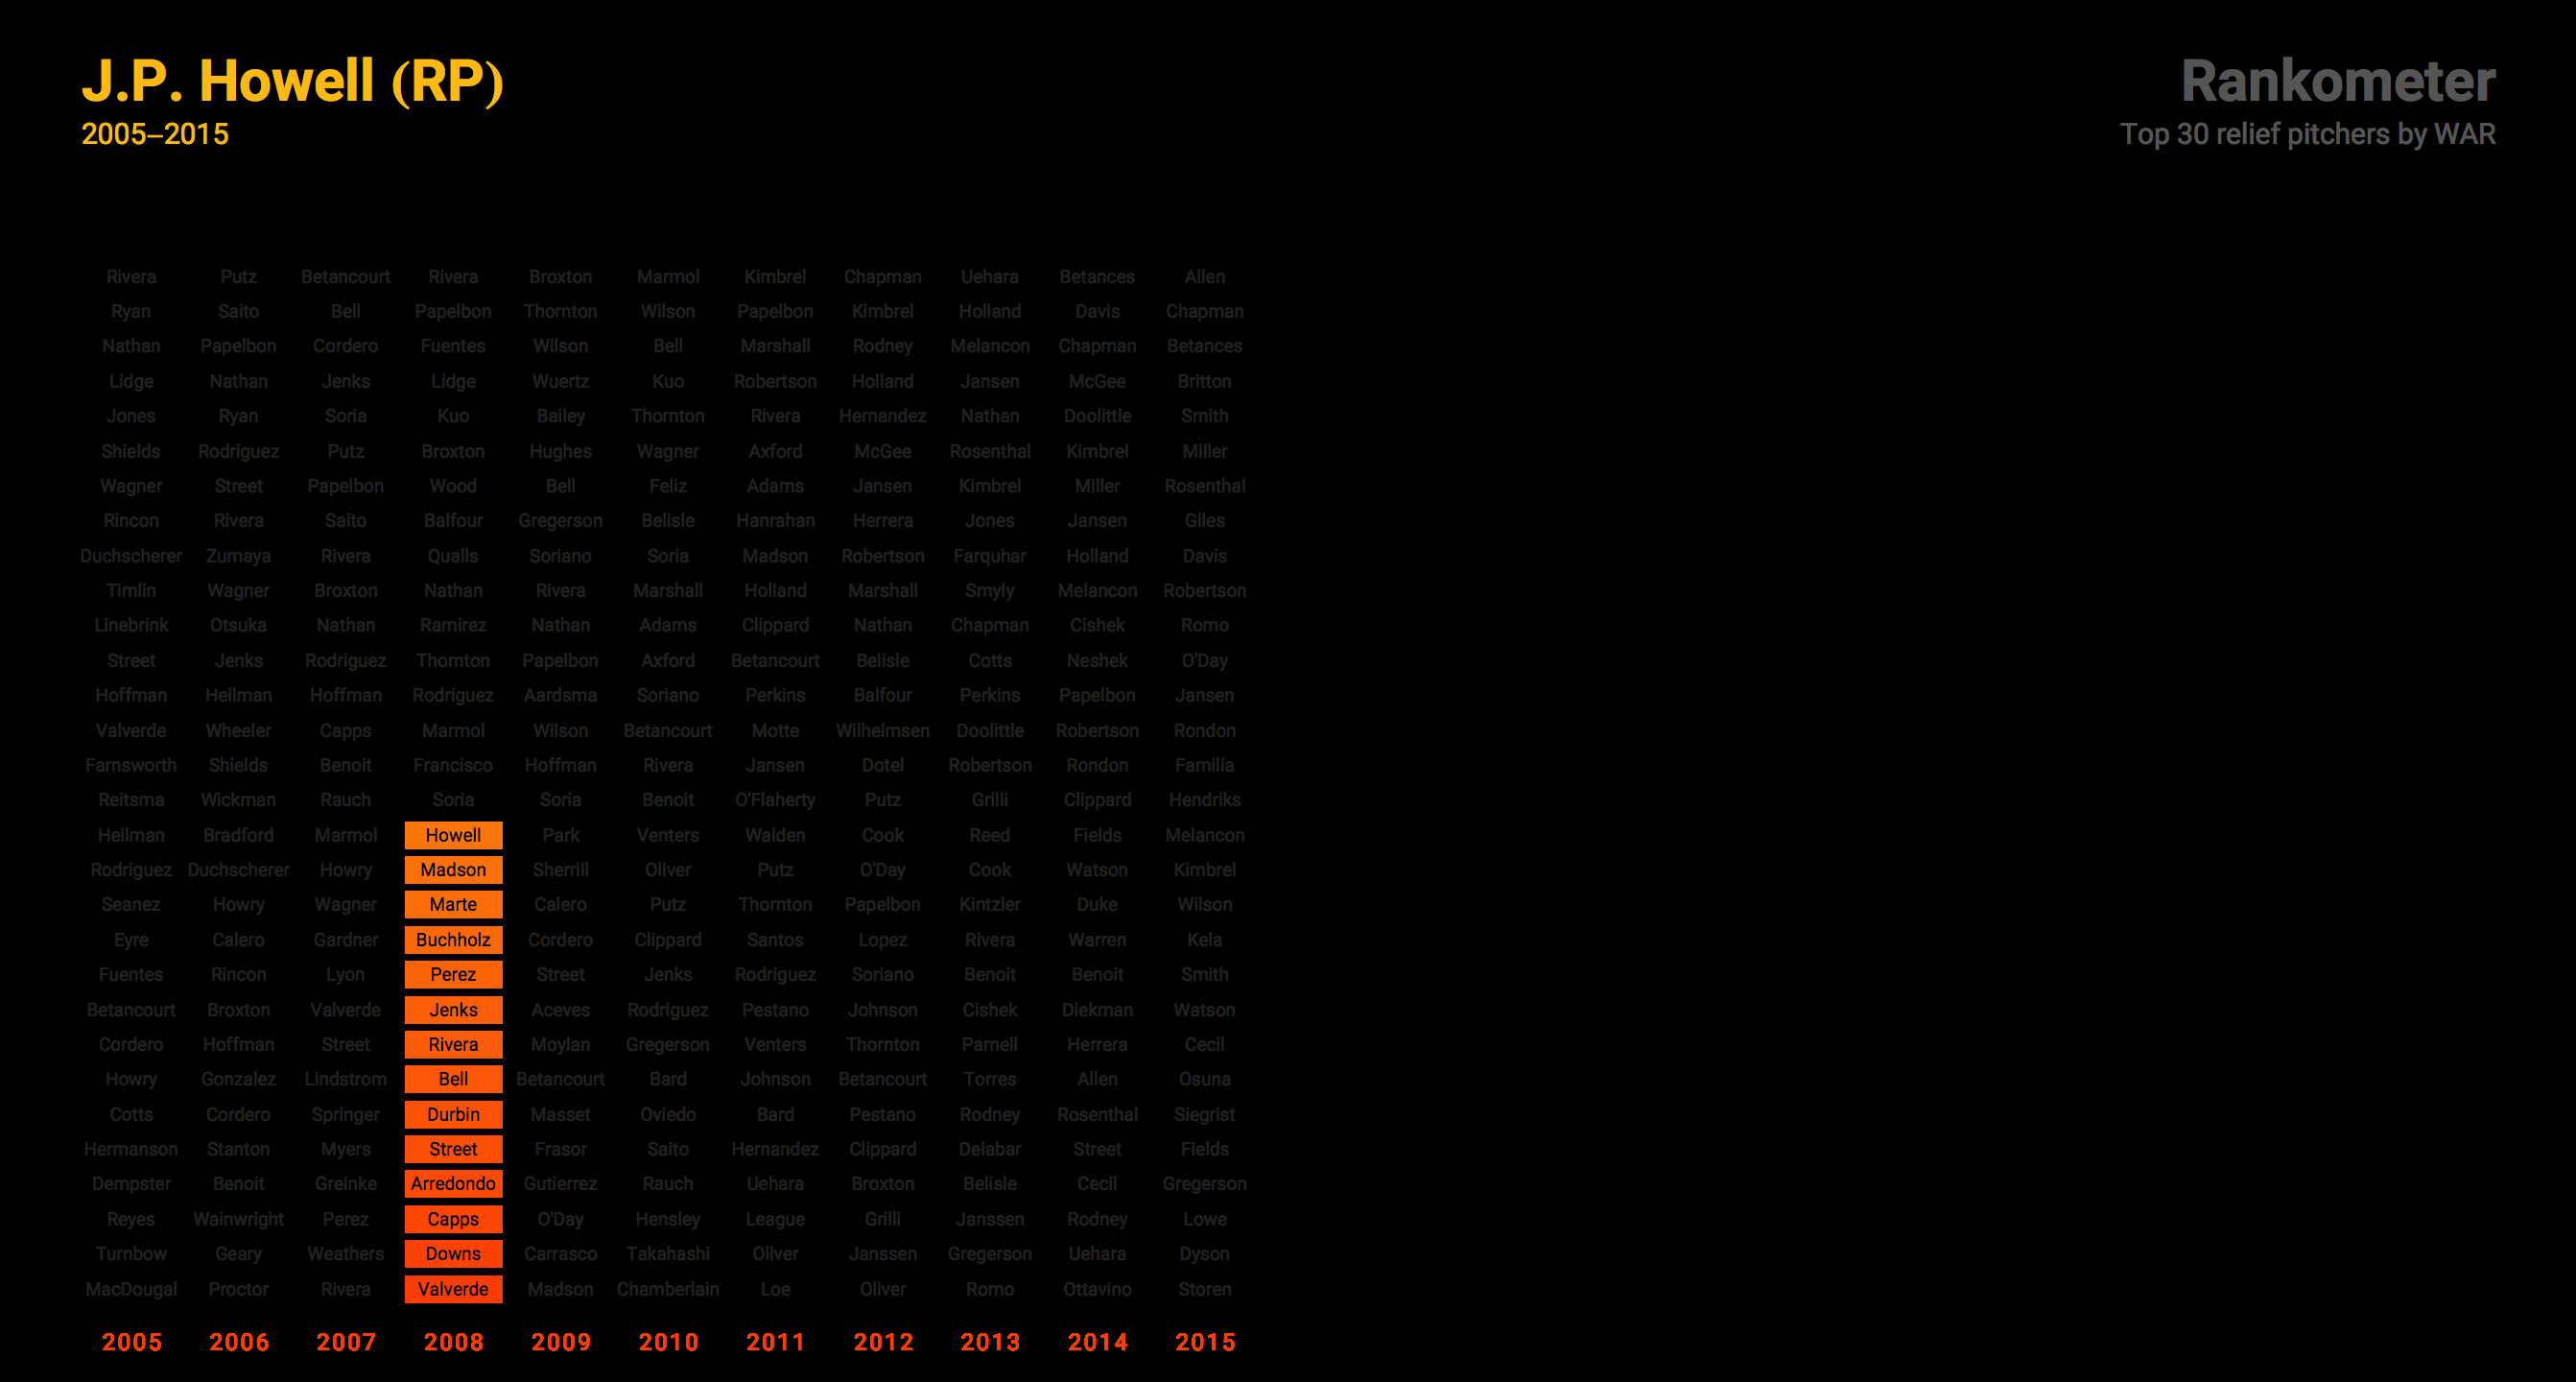 J.P. Howell (RP)
2005–2015
Rankometer
Top 30 relief pitchers by WAR
Rivera Putz Betancourt Rivera Broxton Marmol Kimbrel Chapman Uehara Betances Allen
Ryan Saito Bell Papelbon Thornton Wilson Papelbon Kimbrel Holland Davis Chapman
Nathan Papelbon Cordero Fuentes Wilson Bell Marshall Rodney Melancon Chapman Betances
Lidge Nathan Jenks Lidge Wuertz Kuo Robertson Holland Jansen McGee Britton
Jones Ryan Soria Kuo Bailey Thornton Rivera Hernandez Nathan Doolittle Smith
Shields Rodriguez Putz Broxton Hughes Wagner Axford McGee Rosenthal Kimbrel Miller
Wagner Street Papelbon Wood Bell Feliz Adams Jansen Kimbrel Miller Rosenthal
Rincon Rivera Saito Balfour Gregerson Belisle Hanrahan Herrera Jones Jansen Giles
Duchscherer Zumaya Rivera Qualls Soriano Soria Madson Robertson Farquhar Holland Davis
Timlin Wagner Broxton Nathan Rivera Marshall Holland Marshall Smyly Melancon Robertson
Linebrink Otsuka Nathan Ramirez Nathan Adams Clippard Nathan Chapman Cishek Romo
Street Jenks Rodriguez Thornton Papelbon Axford Betancourt Belisle Cotts Neshek O'Day
Hoffman Heilman Hoffman Rodriguez Aardsma Soriano Perkins Balfour Perkins Papelbon Jansen
Valverde Wheeler Capps Marmol Wilson Betancourt Motte Wilhelmsen Doolittle Robertson Rondon
Farnsworth Shields Benoit Francisco Hoffman Rivera Jansen Dotel Robertson Rondon Familia
Reitsma Wickman Rauch Soria Soria Benoit O'Flaherty Putz Grilli Clippard Hendriks
Heilman Bradford Marmol Howell Park Venters Walden Cook Reed Fields Melancon
Rodriguez Duchscherer Howry Madson Sherrill Oliver Putz O'Day Cook Watson Kimbrel
Seanez Howry Wagner Marte Calero Putz Thornton Papelbon Kintzler Duke Wilson
Eyre Calero Gardner Buchholz Cordero Clippard Santos Lopez Rivera Warren Kela
Fuentes Rincon Lyon Perez Street Jenks Rodriguez Soriano Benoit Benoit Smith
Betancourt Broxton Valverde Jenks Aceves Rodriguez Pestano Johnson Cishek Diekman Watson
Cordero Hoffman Street Rivera Moylan Gregerson Venters Thornton Parnell Herrera Cecil
Howry Gonzalez Lindstrom Bell Betancourt Bard Johnson Betancourt Torres Allen Osuna
Cotts Cordero Springer Durbin Masset Oviedo Bard Pestano Rodney Rosenthal Siegrist
Hermanson Stanton Myers Street Frasor Saito Hernandez Clippard Delabar Street Fields
Dempster Benoit Greinke Arredondo Gutierrez Rauch Uehara Broxton Belisle Cecil Gregerson
Reyes Wainwright Perez Capps O'Day Hensley League Grilli Janssen Rodney Lowe
Turnbow Geary Weathers Downs Carrasco Takahashi Oliver Janssen Gregerson Uehara Dyson
MacDougal Proctor Rivera Valverde Madson Chamberlain Loe Oliver Romo Ottavino Storen
2005 2006 2007 2008 2009 2010 2011 2012 2013 2014 2015